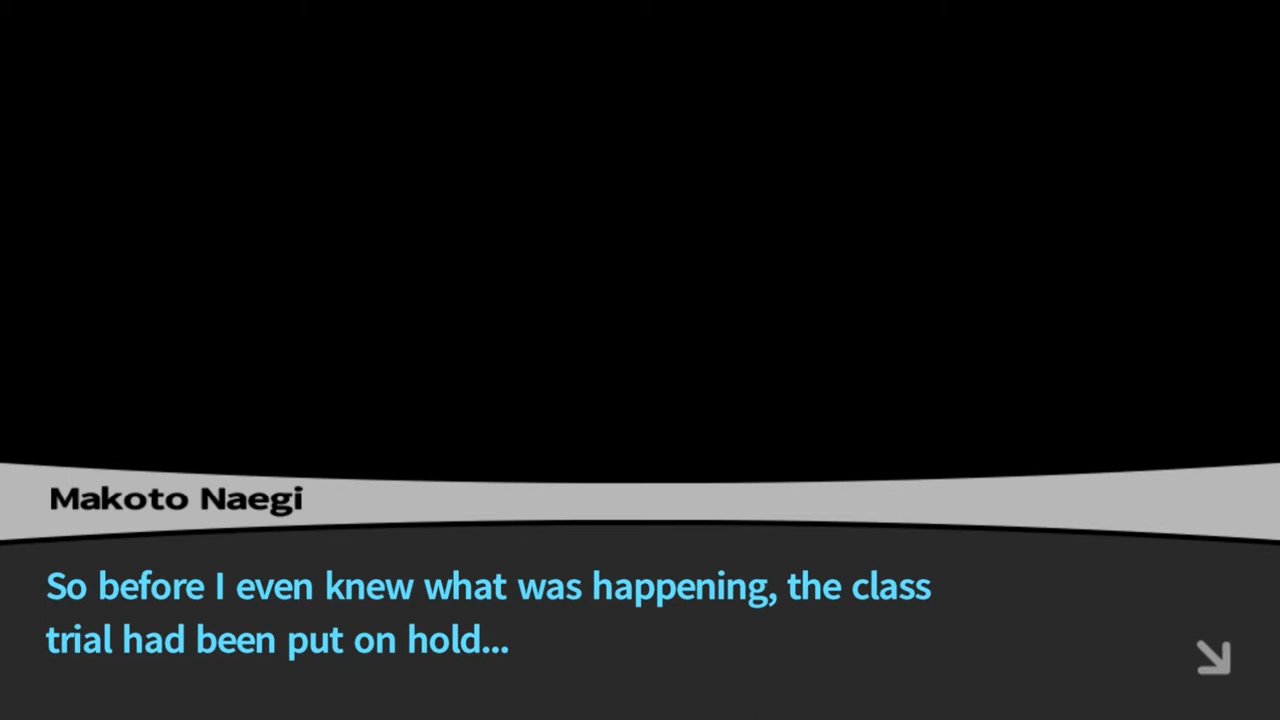 Makoto Naegi
So before I even knew what was happening, the class
trial had been put on hold...